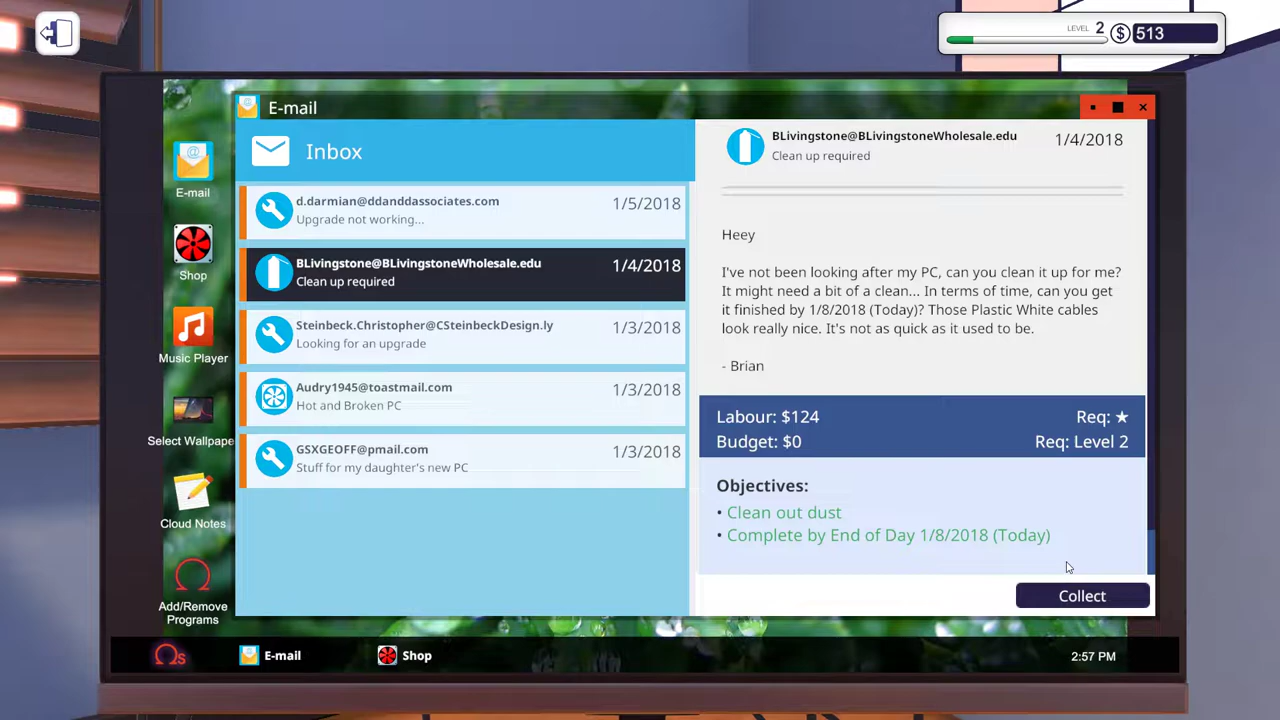 LEVEL 2 $ 513
E-mail
Inbox
d.darmian@ddanddassociates.com 1/5/2018
Upgrade not working...
BLivingstone@BLivingstoneWholesale.edu 1/4/2018
Clean up required
Steinbeck.Christopher@CSteinbeckDesign.ly 1/3/2018
Looking for an upgrade
Audry1945@toastmail.com 1/3/2018
Hot and Broken PC
GSXGEOFF@pmail.com 1/3/2018
Stuff for my daughter's new PC
BLivingstone@BLivingstoneWholesale.edu 1/4/2018
Clean up required
Heey
I've not been looking after my PC, can you clean it up for me?
It might need a bit of a clean... In terms of time, can you get
it finished by 1/8/2018 (Today)? Those Plastic White cables
look really nice. It's not as quick as it used to be.
- Brian
Labour: $124 Req: ★
Budget: $0 Req: Level 2
Objectives:
• Clean out dust
• Complete by End of Day 1/8/2018 (Today)
Collect
E-mail
Shop
Music Player
Select Wallpape
Cloud Notes
Add/Remove
Programs
Ωs E-mail Shop 2:57 PM